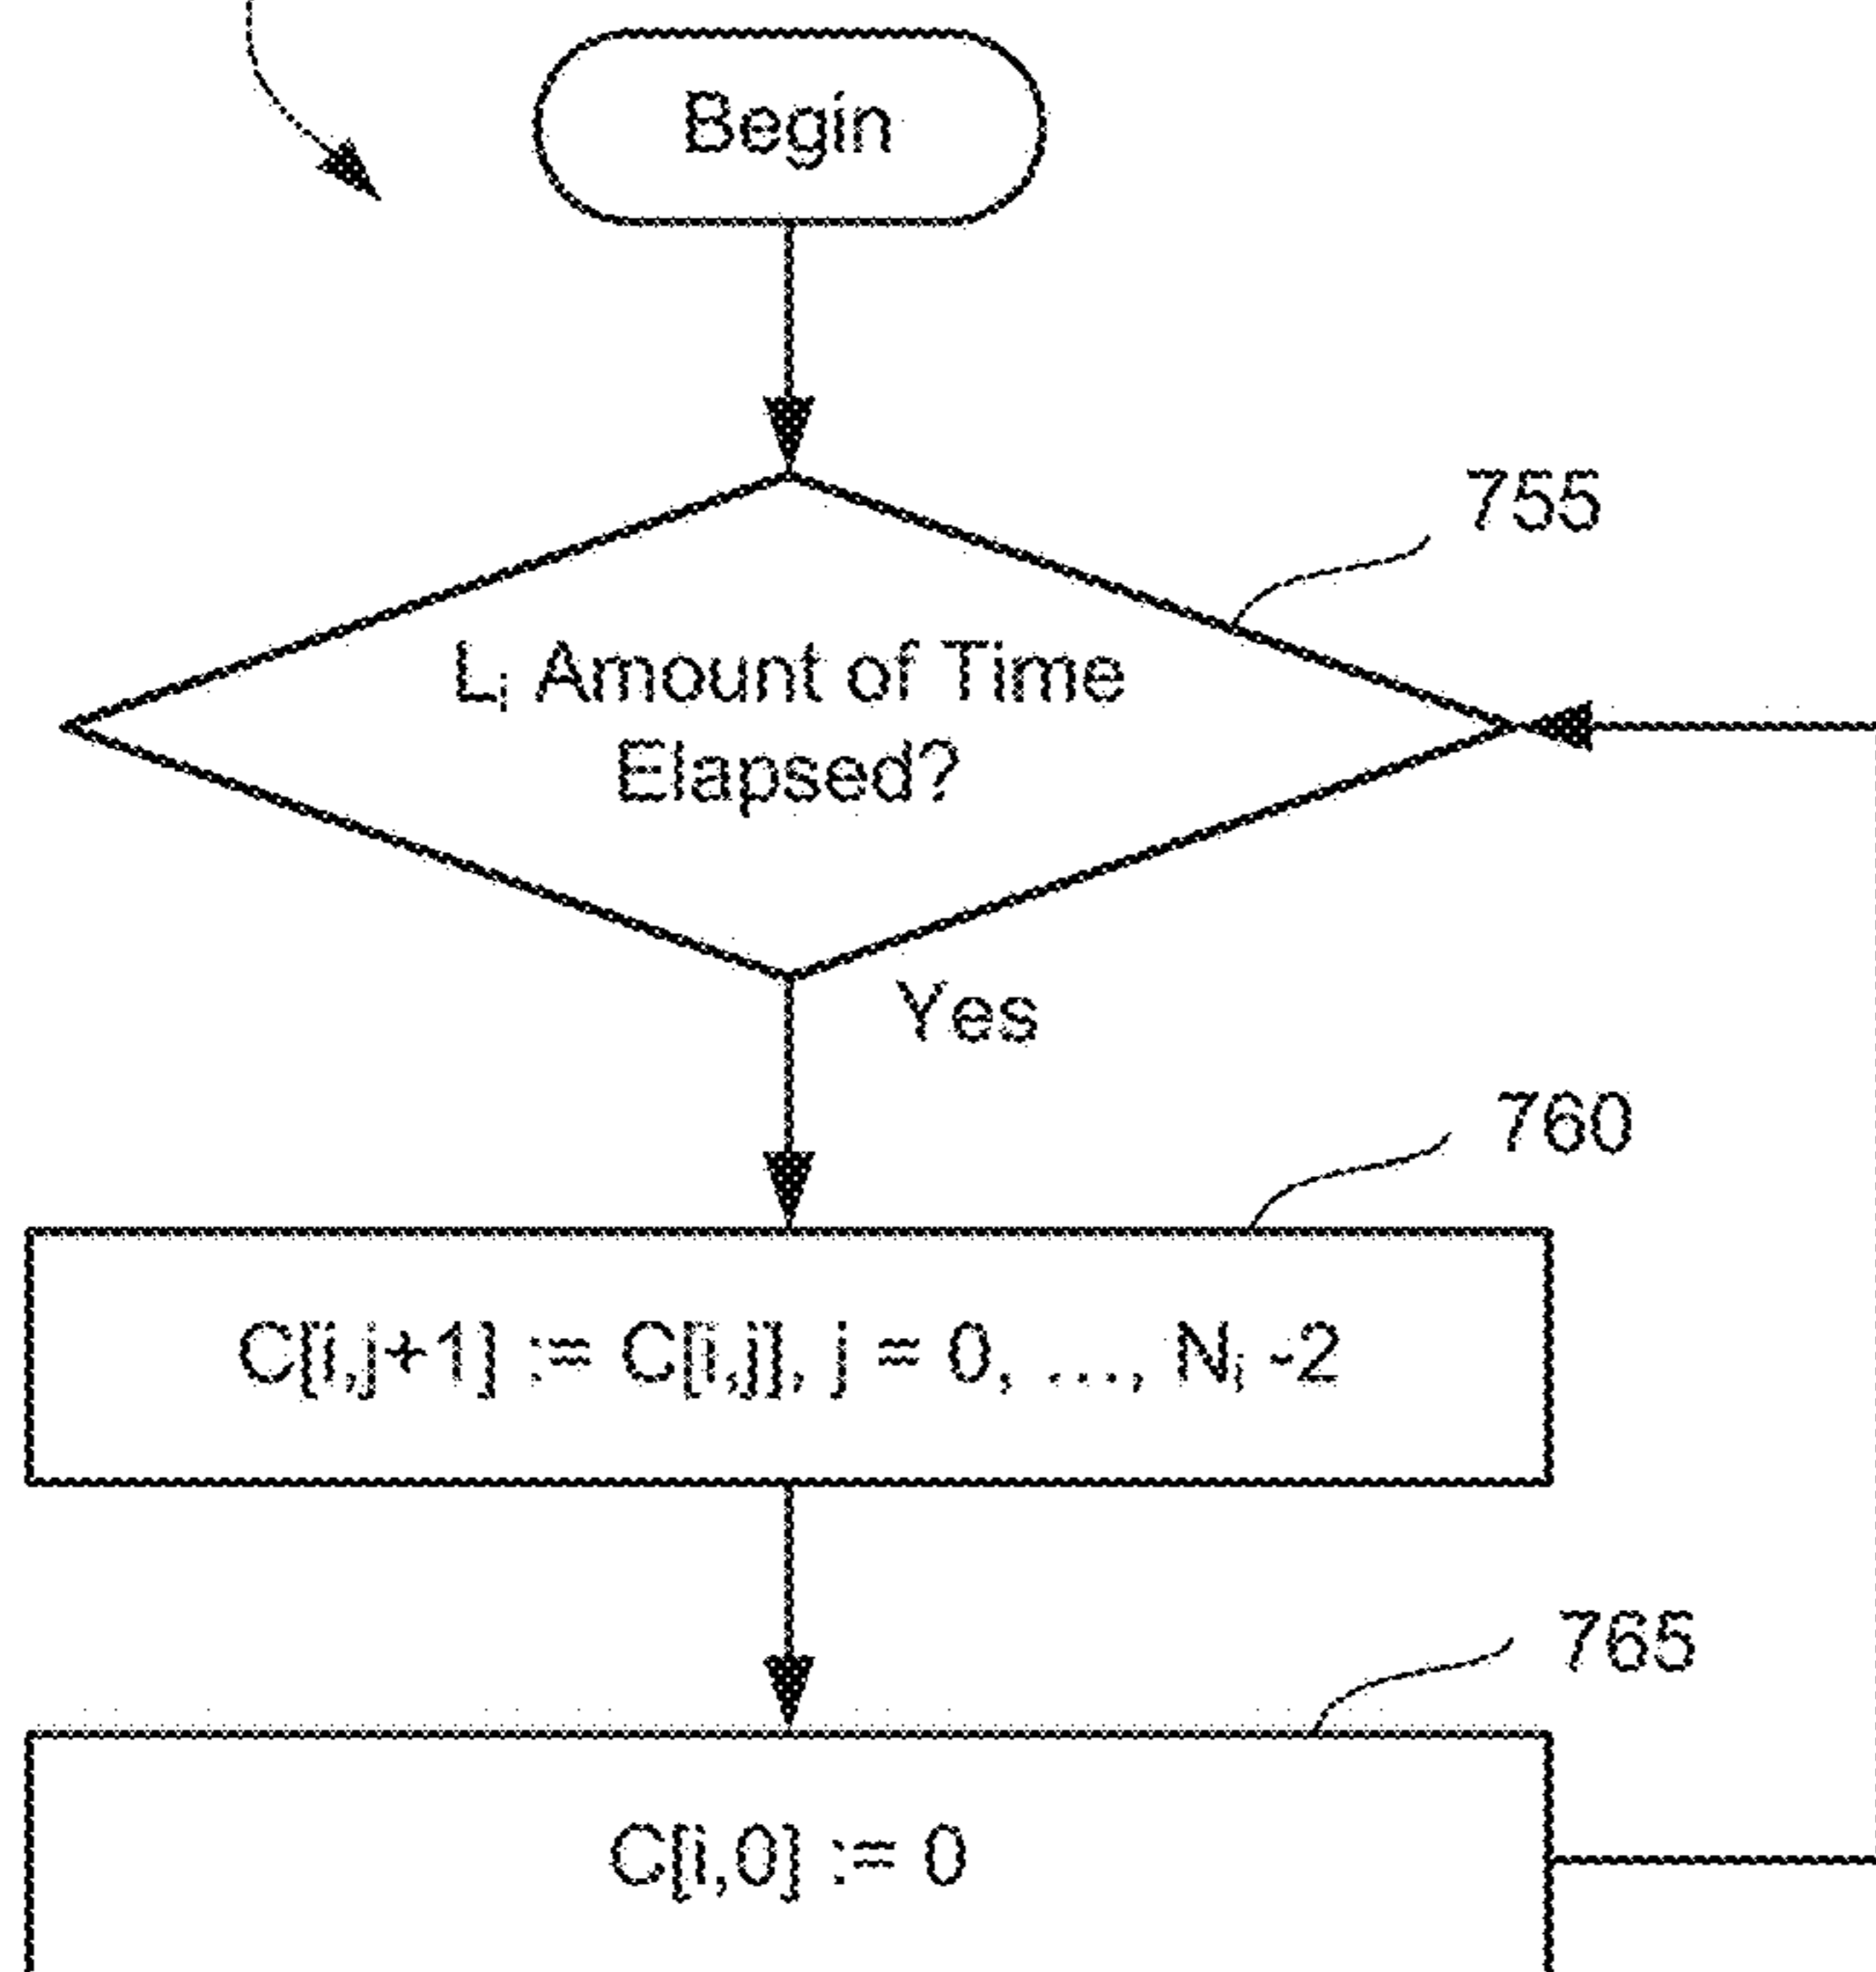 Begin
755
Lᵢ Amount of Time
Elapsed?
Yes
760
C[i,j+1] := C[i,j], j = 0, ..., Nᵢ -2
765
C[i,0] := 0